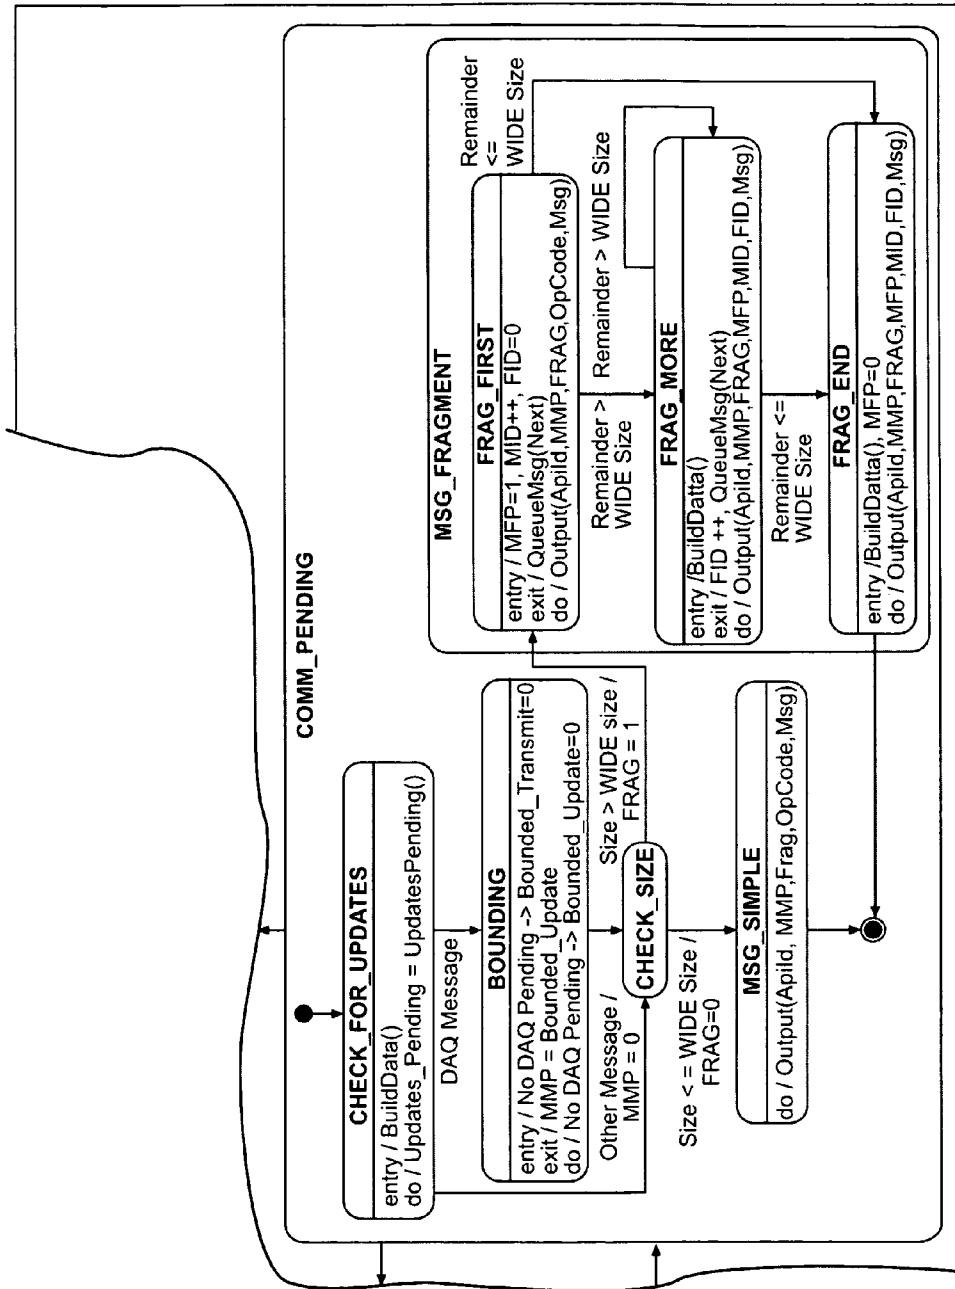 COMM_PENDING
CHECK_FOR_UPDATES
entry / BuildData()
do / Updates_Pending = UpdatesPending()
DAQ Message
BOUNDING
entry / No DAQ Pending -> Bounded_Transmit=0
exit / MMP = Bounded_Update
do / No DAQ Pending -> Bounded_Update=0
Other Message /
MMP = 0
CHECK_SIZE
Size > WIDE size /
FRAG = 1
Size < = WIDE Size /
FRAG=0
MSG_SIMPLE
do / Output(ApiId, MMP,Frag,OpCode,Msg)
MSG_FRAGMENT
FRAG_FIRST
entry / MFP=1, MID++, FID=0
exit / QueueMsg(Next)
do / Output(ApiId,MMP,FRAG,OpCode,Msg)
Remainder
<=
WIDE Size
Remainder >
WIDE Size
Remainder > WIDE Size
FRAG_MORE
entry /BuildDatta()
exit / FID ++, QueueMsg(Next)
do / Output(ApiId,MMP,FRAG,MFP,MID,FID,Msg)
Remainder <=
WIDE Size
FRAG_END
entry /BuildDatta(), MFP=0
do / Output(ApiId,MMP,FRAG,MFP,MID,FID,Msg)